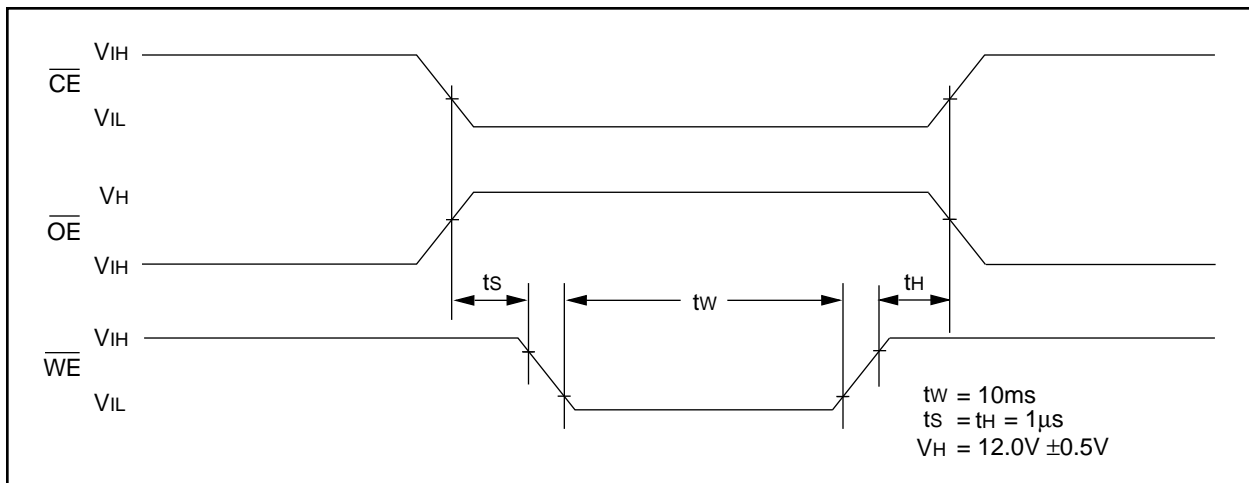 VIH
CE
VIL
VH
OE
VIH
tS
tW
tH
VIH
WE
VIL
tW = 10ms
tS = tH = 1μs
VH = 12.0V ±0.5V